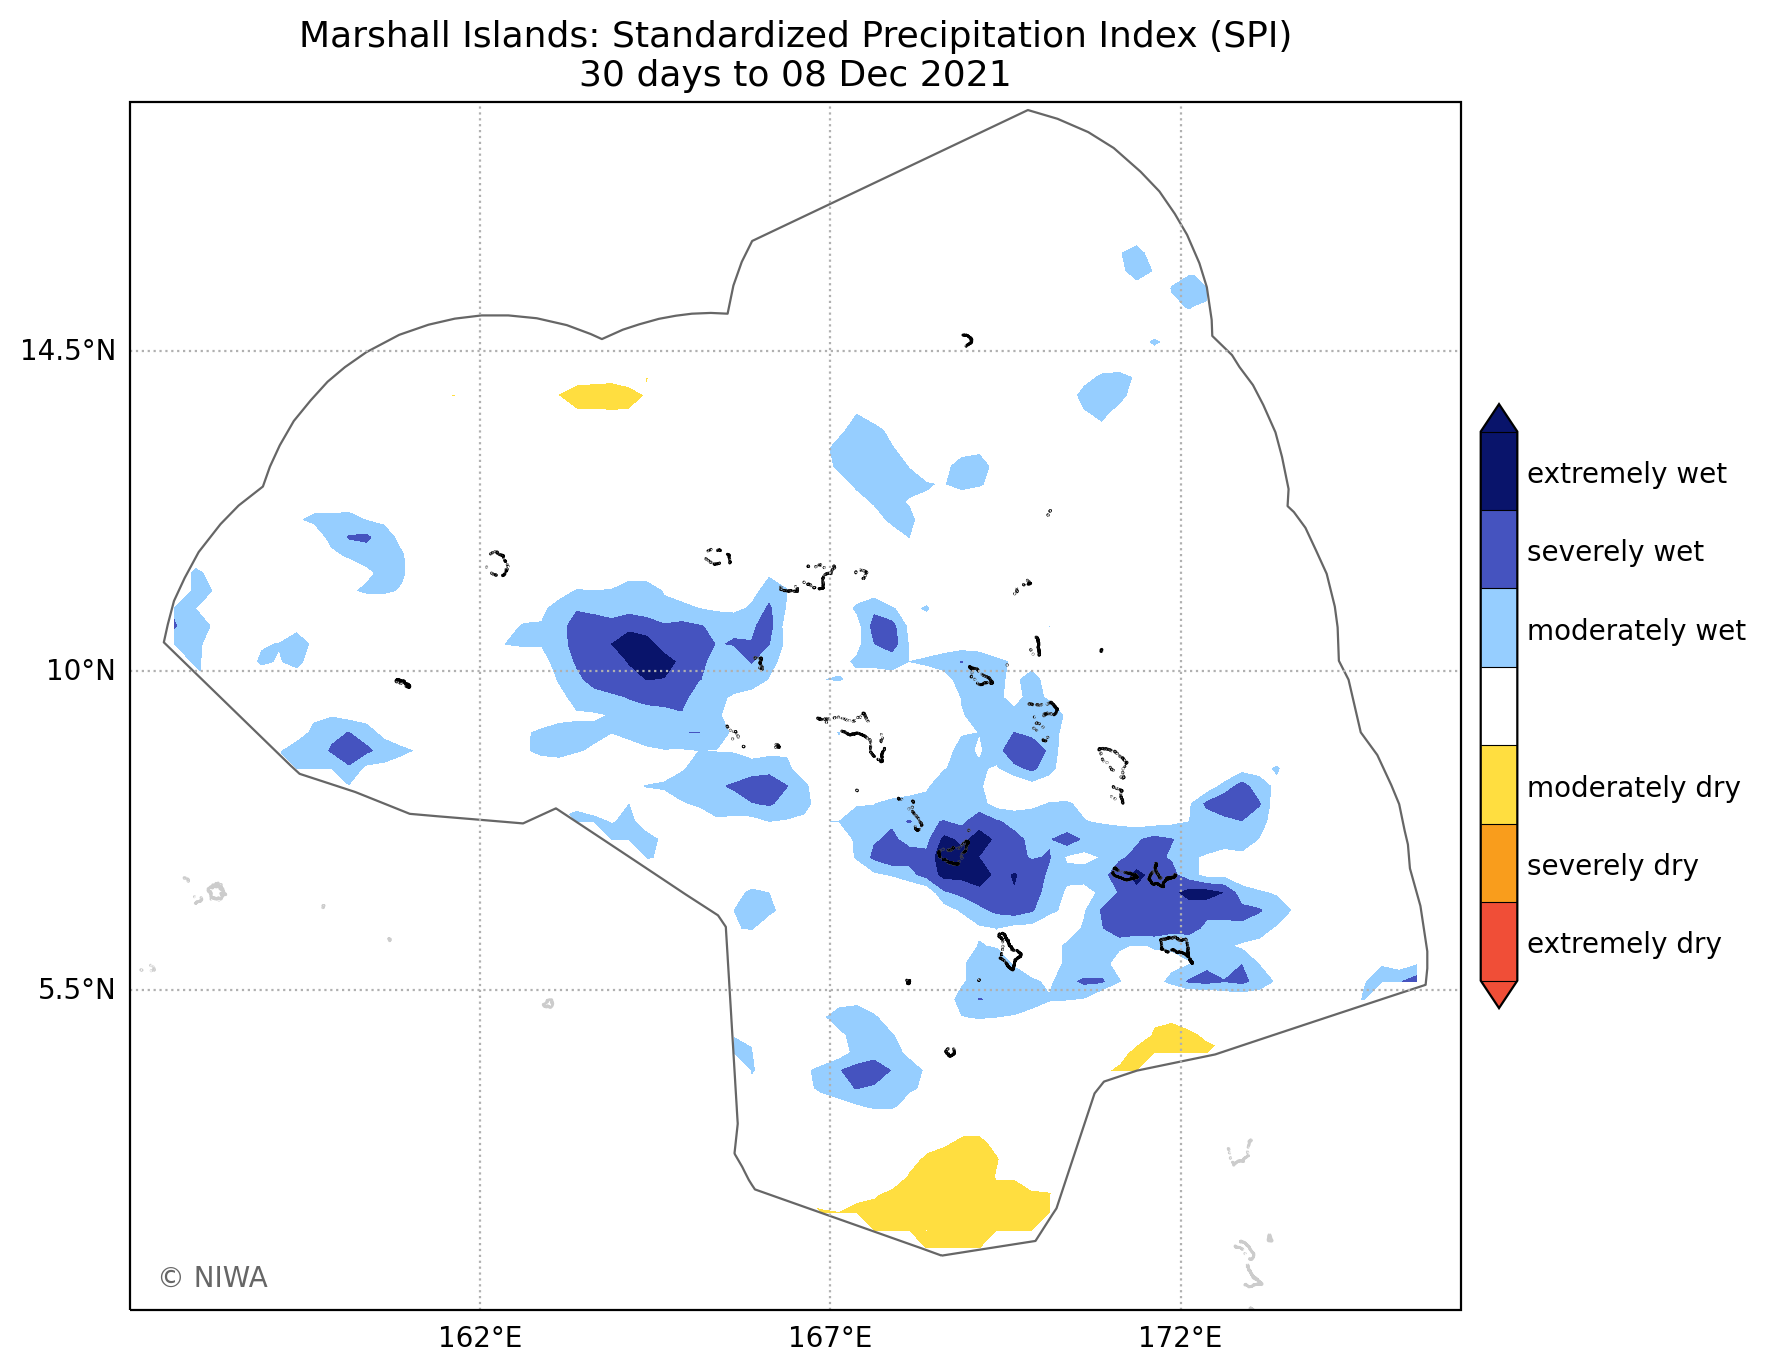 Marshall Islands: Standardized Precipitation Index (SPI)
30 days to 08 Dec 2021
14.5°N
10°N
5.5°N
162°E
167°E
172°E
extremely wet
severely wet
moderately wet
moderately dry
severely dry
extremely dry
© NIWA